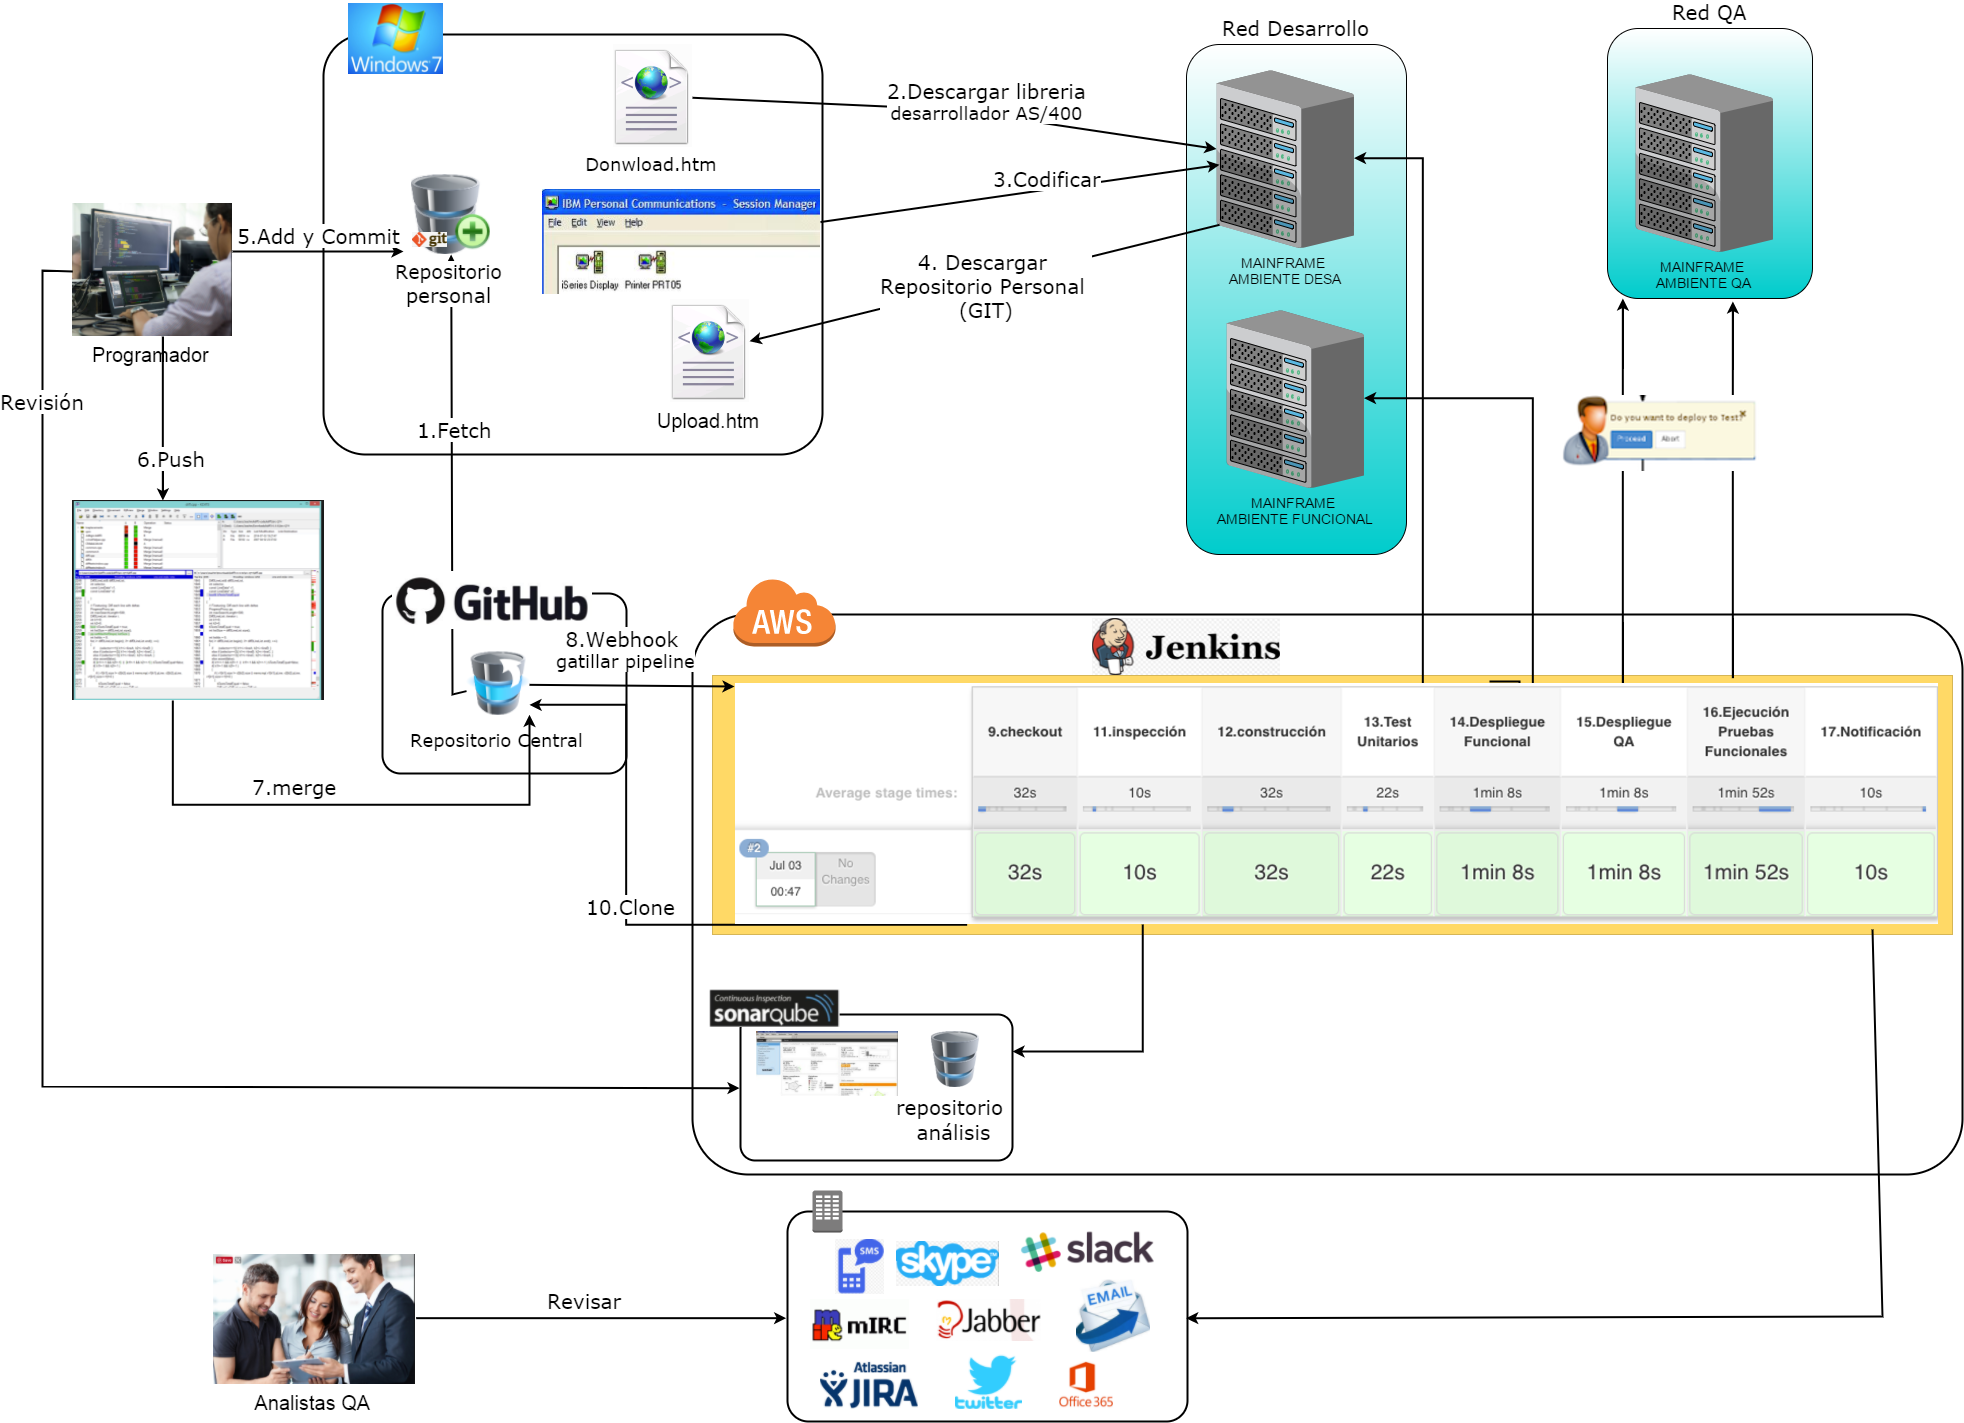 Windows 7
Red Desarrollo
Red QA
2.Descargar libreria
desarrollador AS/400
Donwload.htm
3.Codificar
IBM Personal Communications - Session Manager
File Edit View Help
iSeries Display
Printer PRT05
4. Descargar
Repositorio Personal
(GIT)
Upload.htm
5.Add y Commit
git
Repositorio
personal
Programador
Revisión
1.Fetch
6.Push
MAINFRAME
AMBIENTE DESA
MAINFRAME
AMBIENTE FUNCIONAL
MAINFRAME
AMBIENTE QA
Do you want to deploy to Test?
Proceed Abort
GitHub
8.Webhook
gatillar pipeline
Repositorio Central
7.merge
10.Clone
AWS
Jenkins
9.checkout
11.inspección
12.construcción
13.Test
Unitarios
14.Despliegue
Funcional
15.Despliegue
QA
16.Ejecución
Pruebas
Funcionales
17.Notificación
Average stage times:
32s
10s
32s
22s
1min 8s
1min 8s
1min 52s
10s
#2
Jul 03
00:47
No
Changes
32s
10s
32s
22s
1min 8s
1min 8s
1min 52s
10s
Continuous Inspection
sonarqube
repositorio
análisis
SMS
skype
slack
mIRC
Jabber
EMAIL
Atlassian
JIRA
twitter
Office 365
Revisar
Analistas QA